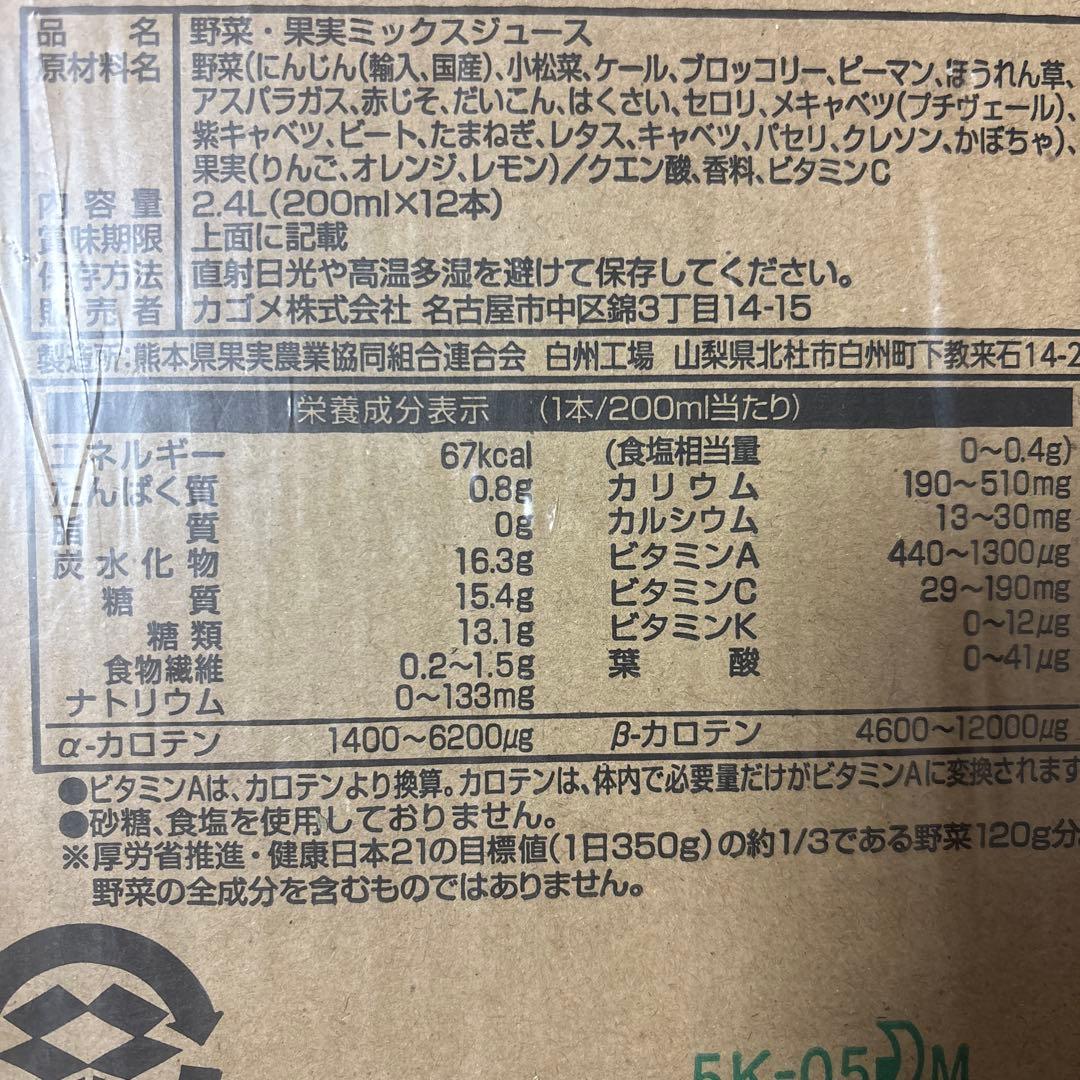 品名 野菜・果実ミックスジュース
原材料名 野菜(にんじん(輸入、国産)、小松菜、ケール、ブロッコリー、ピーマン、ほうれん草、
アスパラガス、赤じそ、だいこん、はくさい、セロリ、メキャベツ(プチヴェール)、
紫キャベツ、ビート、たまねぎ、レタス、キャベツ、パセリ、クレソン、かぼちゃ)、
果実(りんご、オレンジ、レモン)/クエン酸、香料、ビタミンC
内容量 2.4L(200ml×12本)
賞味期限 上面に記載
保存方法 直射日光や高温多湿を避けて保存してください。
販売者 カゴメ株式会社 名古屋市中区錦3丁目14-15
製造所:熊本県果実農業協同組合連合会 白州工場 山梨県北杜市白州町下教来石14-2
栄養成分表示 (1本/200ml当たり)
エネルギー 67kcal (食塩相当量 0~0.4g)
たんぱく質 0.8g カリウム 190~510mg
脂質 0g カルシウム 13~30mg
炭水化物 16.3g ビタミンA 440~1300μg
糖質 15.4g ビタミンC 29~190mg
糖類 13.1g ビタミンK 0~12μg
食物繊維 0.2~1.5g 葉酸 0~41μg
ナトリウム 0~133mg
α-カロテン 1400~6200μg β-カロテン 4600~12000μg
●ビタミンAは、カロテンより換算。カロテンは、体内で必要量だけがビタミンAに変換されます
●砂糖、食塩を使用しておりません。
※厚労省推進・健康日本21の目標値(1日350g)の約1/3である野菜120g分。
野菜の全成分を含むものではありません。
5K-05 M